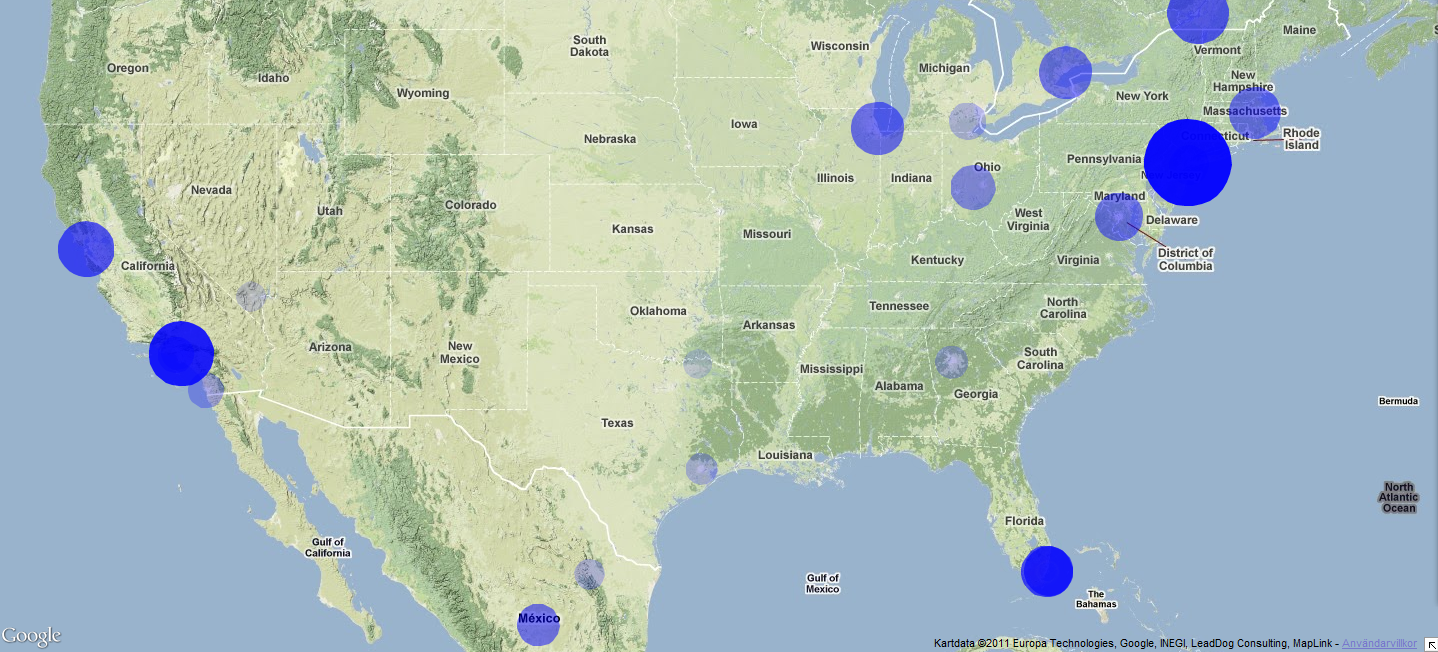 Maine
South
Dakota
Wisconsin
Vermont
Oregon
Idaho
Michigan
New
Hampshire
Wyoming
New York
Massachusetts
Iowa
Nebraska
Rhode
Island
Pennsylvania
Ohio
Nevada
Illinois
Indiana
Maryland
Utah
Colorado
Delaware
West
Virginia
Kansas
Missouri
California
Kentucky
Virginia
District of
Columbia
Oklahoma
Tennessee
North
Carolina
Arkansas
Arizona
New
Mexico
South
Carolina
Mississippi
Alabama
Georgia
Bermuda
Texas
Louisiana
North
Atlantic
Ocean
Florida
Gulf of
California
Gulf of
Mexico
The
Bahamas
México
Google
Kartdata ©2011 Europa Technologies, Google, INEGI, LeadDog Consulting, MapLink - Användarvillkor